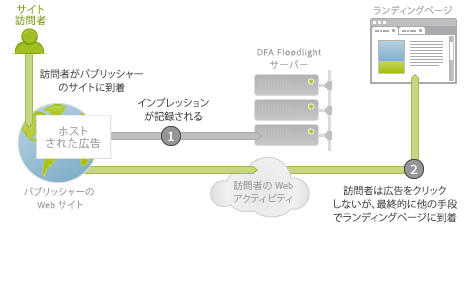 サイト
訪問者
ランディングページ
DFA Floodlight
サーバー
訪問者がパブリッシャー
のサイトに到着
インプレッション
が記録される
ホスト
された広告
1
2
パブリッシャーの
Web サイト
訪問者の Web
アクティビティ
訪問者は広告をクリック
しないが、最終的に他の手段
でランディングページに到着